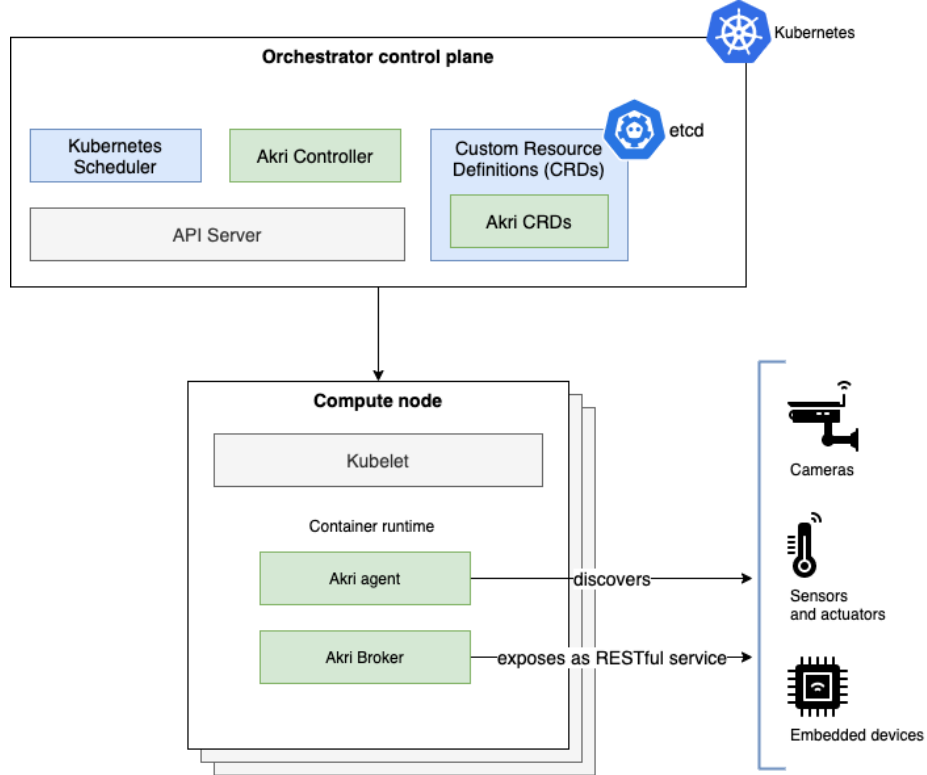 Kubernetes
Orchestrator control plane
etcd
Kubernetes
Scheduler
Akri Controller
Custom Resource
Definitions (CRDs)
Akri CRDs
API Server
Compute node
Kubelet
Container runtime
Akri agent
discovers
Akri Broker
exposes as RESTful service
Cameras
Sensors
and actuators
Embedded devices